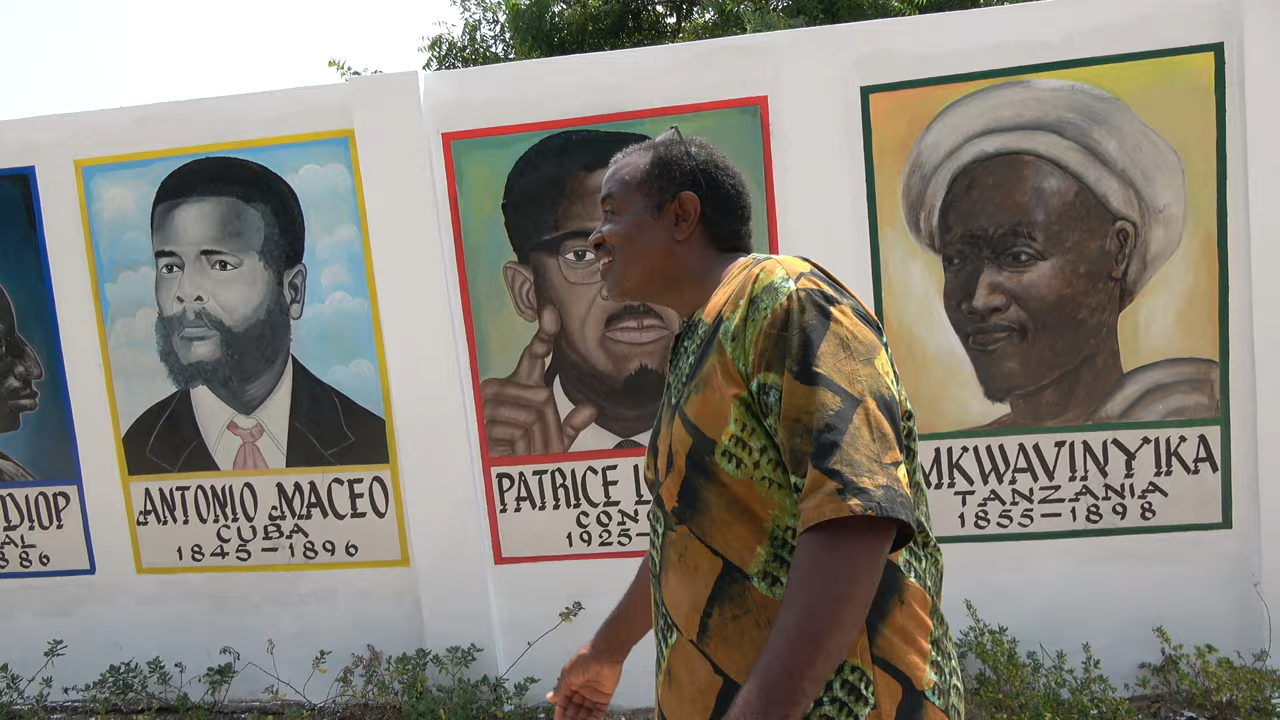 DIOP
AL
886
ANTONIO MACEO
CUBA
1845-1896
PATRICE L
CON
1925-
MKWAVINYIKA
TANZANIA
1855-1898